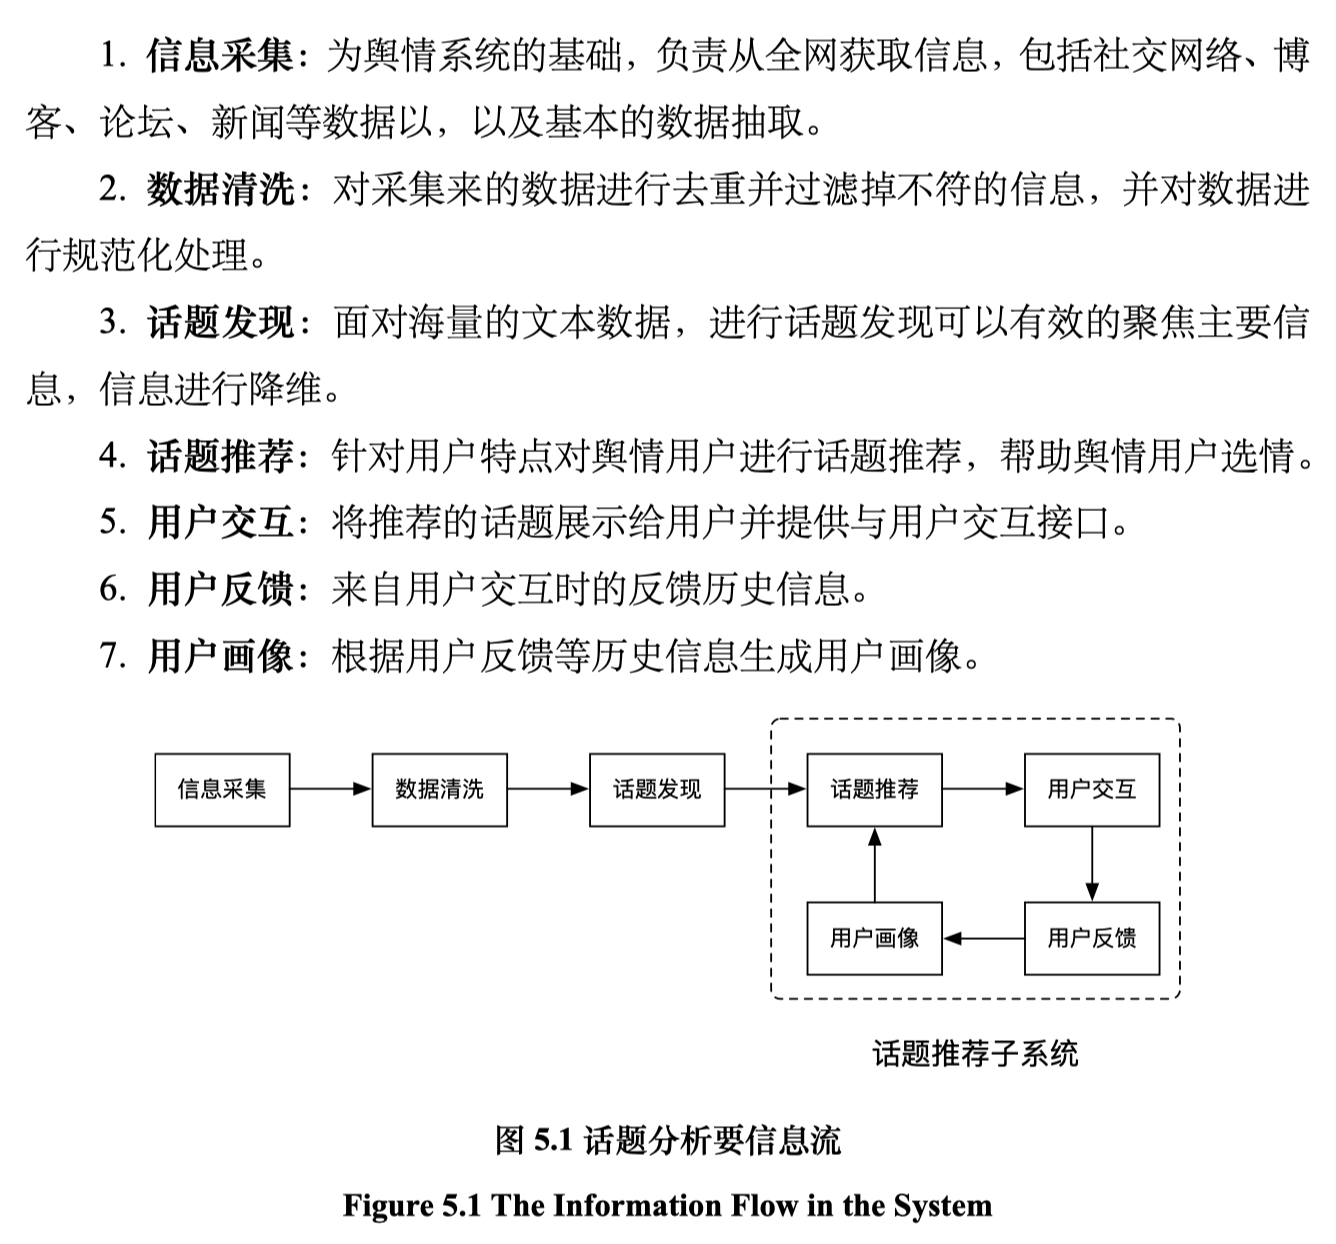 1. 信息采集：为舆情系统的基础，负责从全网获取信息，包括社交网络、博
客、论坛、新闻等数据以，以及基本的数据抽取。
2. 数据清洗：对采集来的数据进行去重并过滤掉不符的信息，并对数据进
行规范化处理。
3. 话题发现：面对海量的文本数据，进行话题发现可以有效的聚焦主要信
息，信息进行降维。
4. 话题推荐：针对用户特点对舆情用户进行话题推荐，帮助舆情用户选情。
5. 用户交互：将推荐的话题展示给用户并提供与用户交互接口。
6. 用户反馈：来自用户交互时的反馈历史信息。
7. 用户画像：根据用户反馈等历史信息生成用户画像。
信息采集
数据清洗
话题发现
话题推荐
用户交互
用户画像
用户反馈
话题推荐子系统
图 5.1 话题分析要信息流
Figure 5.1 The Information Flow in the System